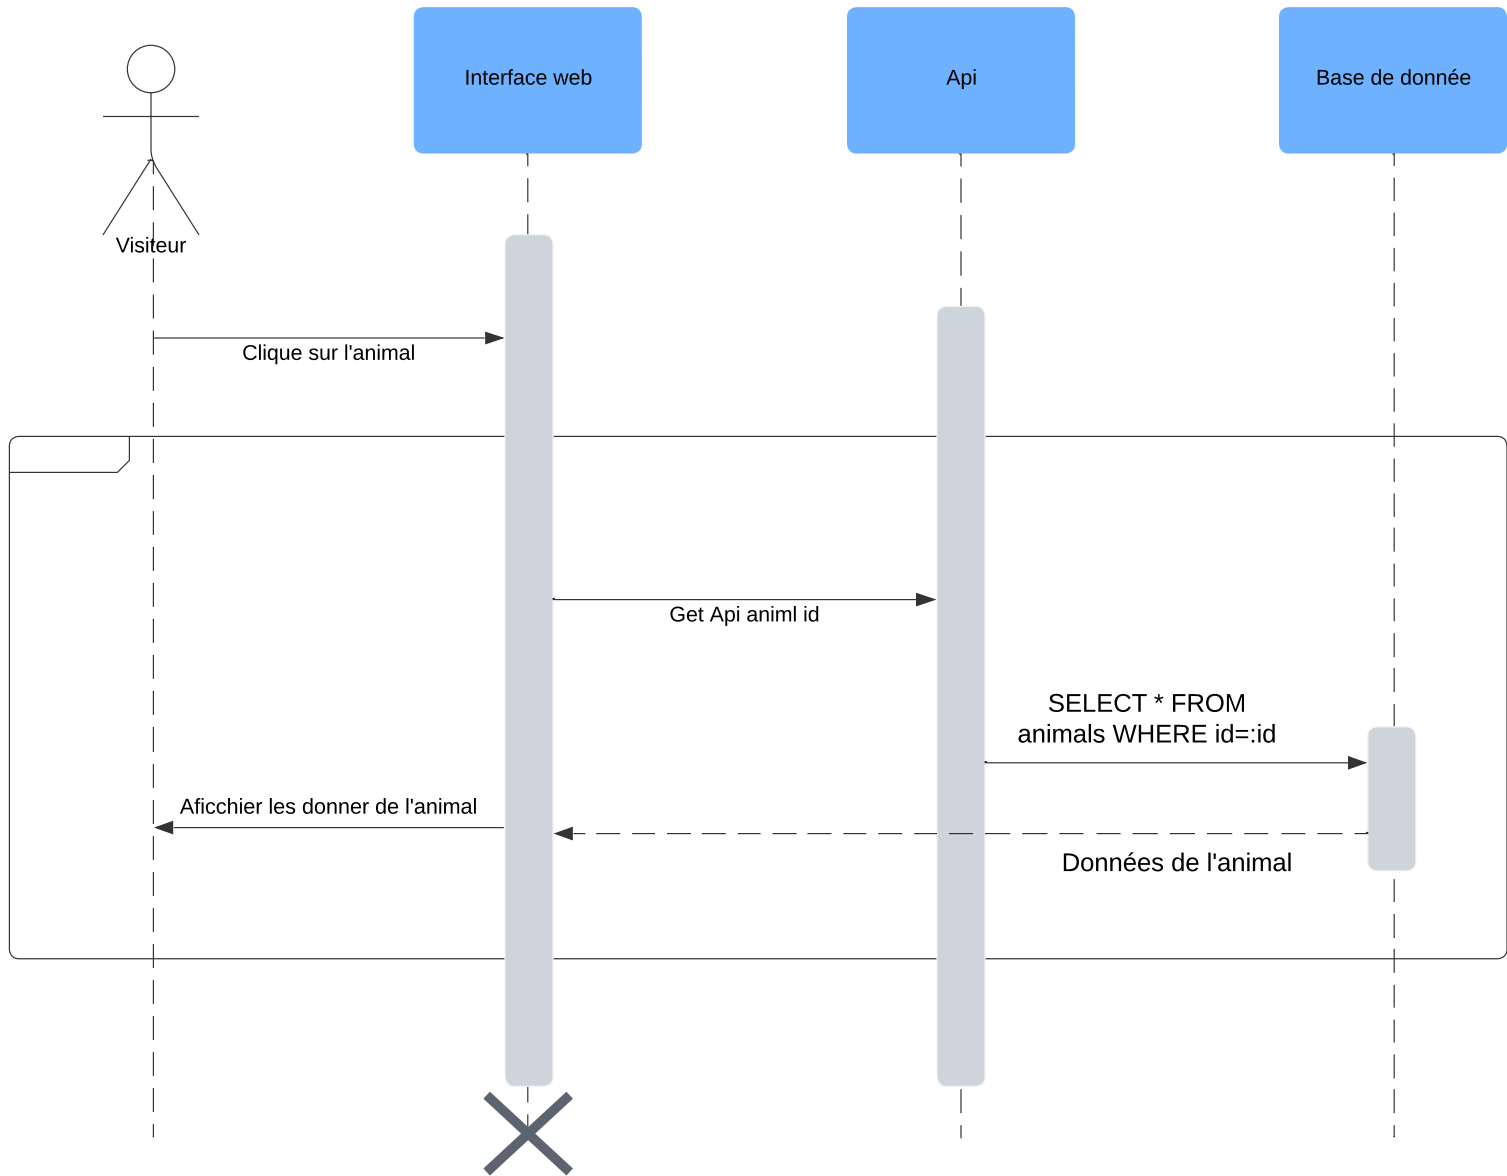 Interface web
Api
Base de donnée
Visiteur
Clique sur l'animal
Get Api animl id
SELECT * FROM
animals WHERE id=:id
Aficchier les donner de l'animal
Données de l'animal